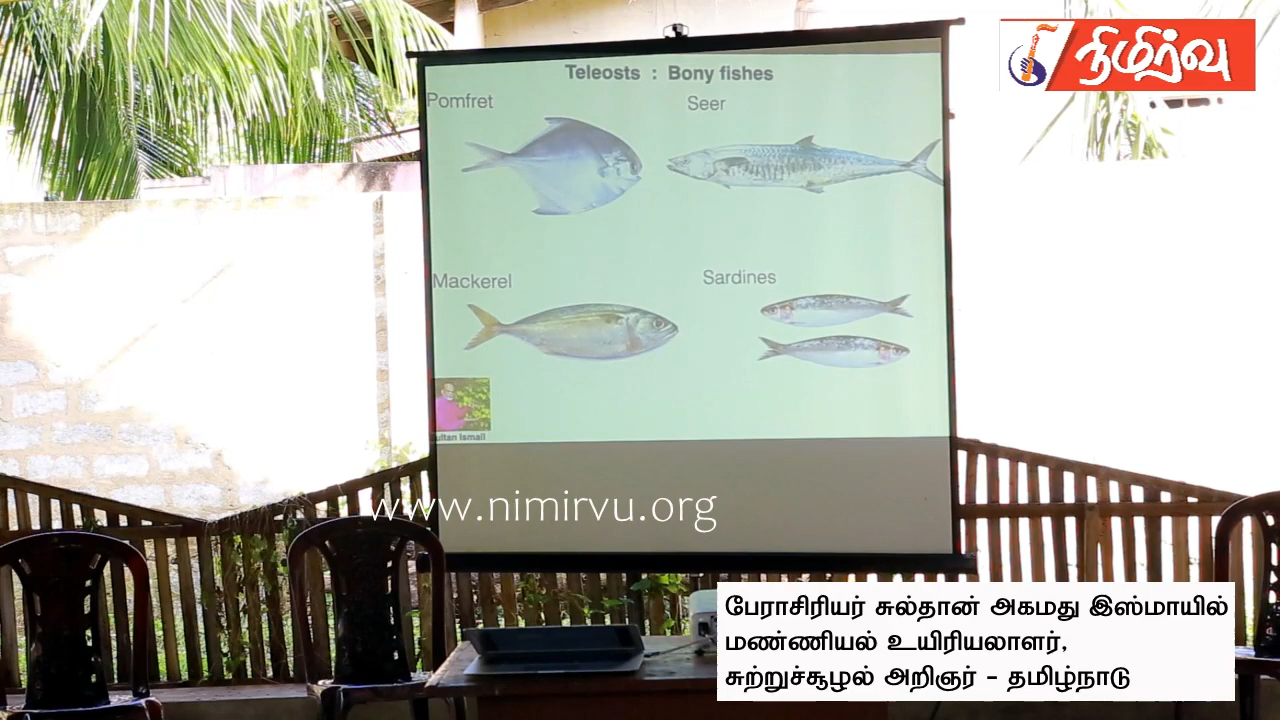 நிமிர்வு
Teleosts : Bony fishes
Pomfret
Seer
Mackerel
Sardines
ultan Ismail
www.nimirvu.org
பேராசிரியர் சுல்தான் அகமது இஸ்மாயில்
மண்ணியல் உயிரியலாளர்,
சுற்றுச்சூழல் அறிஞர் - தமிழ்நாடு